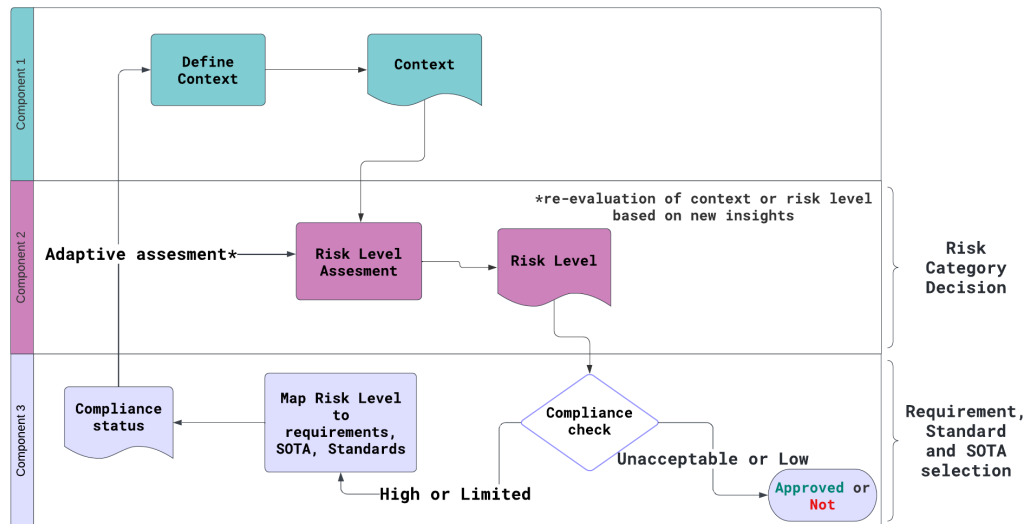 Component 1
Define
Context
Context
Component 2
*re-evaluation of context or risk level
based on new insights
Adaptive assesment*
Risk Level
Assesment
Risk Level
Risk
Category
Decision
Component 3
Compliance
status
Map Risk Level
to
requirements,
SOTA, Standards
Compliance
check
High or Limited
Unacceptable or Low
Approved or
Not
Requirement,
Standard
and SOTA
selection